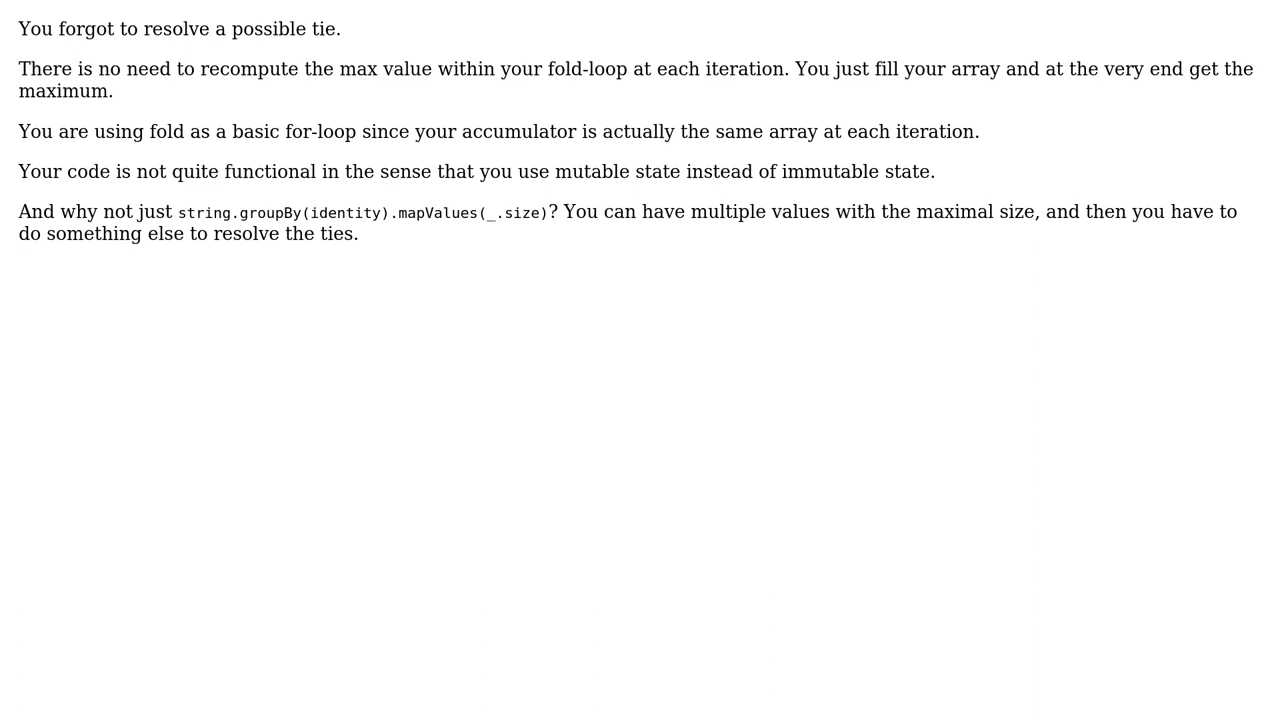 You forgot to resolve a possible tie.
There is no need to recompute the max value within your fold-loop at each iteration. You just fill your array and at the very end get the
maximum.
You are using fold as a basic for-loop since your accumulator is actually the same array at each iteration.
Your code is not quite functional in the sense that you use mutable state instead of immutable state.
And why not just string.groupBy(identity).mapValues(_.size)? You can have multiple values with the maximal size, and then you have to
do something else to resolve the ties.